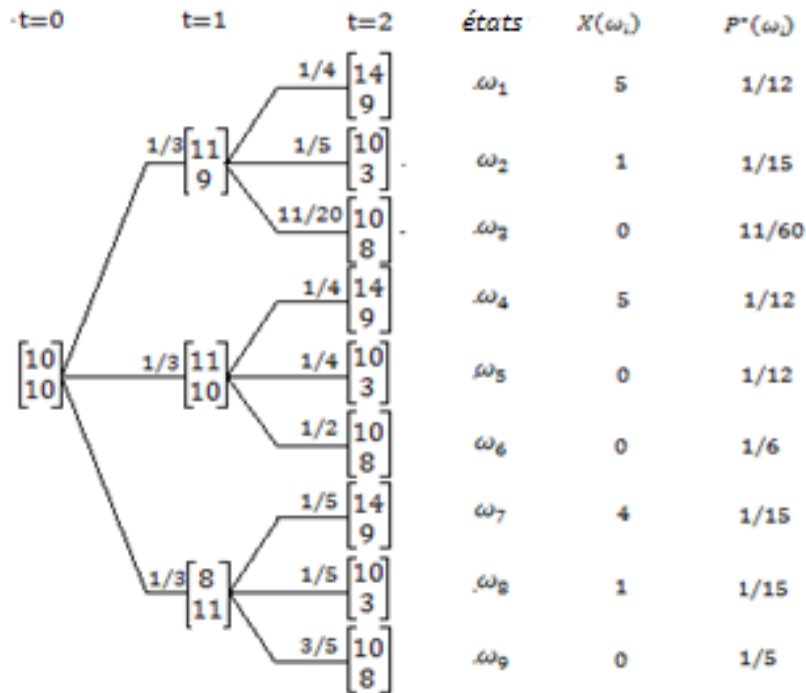 t=0 t=1 t=2 états X(ω₁) P*(ω₁)
1/4 [14 9] ω₁ 5 1/12
1/3 [11 9] 1/5 [10 3] ω₂ 1 1/15
11/20 [10 8] ω₃ 0 11/60
1/4 [14 9] ω₄ 5 1/12
[10 10] 1/3 [11 10] 1/4 [10 3] ω₅ 0 1/12
1/2 [10 8] ω₆ 0 1/6
1/5 [14 9] ω₇ 4 1/15
1/3 [8 11] 1/5 [10 3] ω₈ 1 1/15
3/5 [10 8] ω₉ 0 1/5